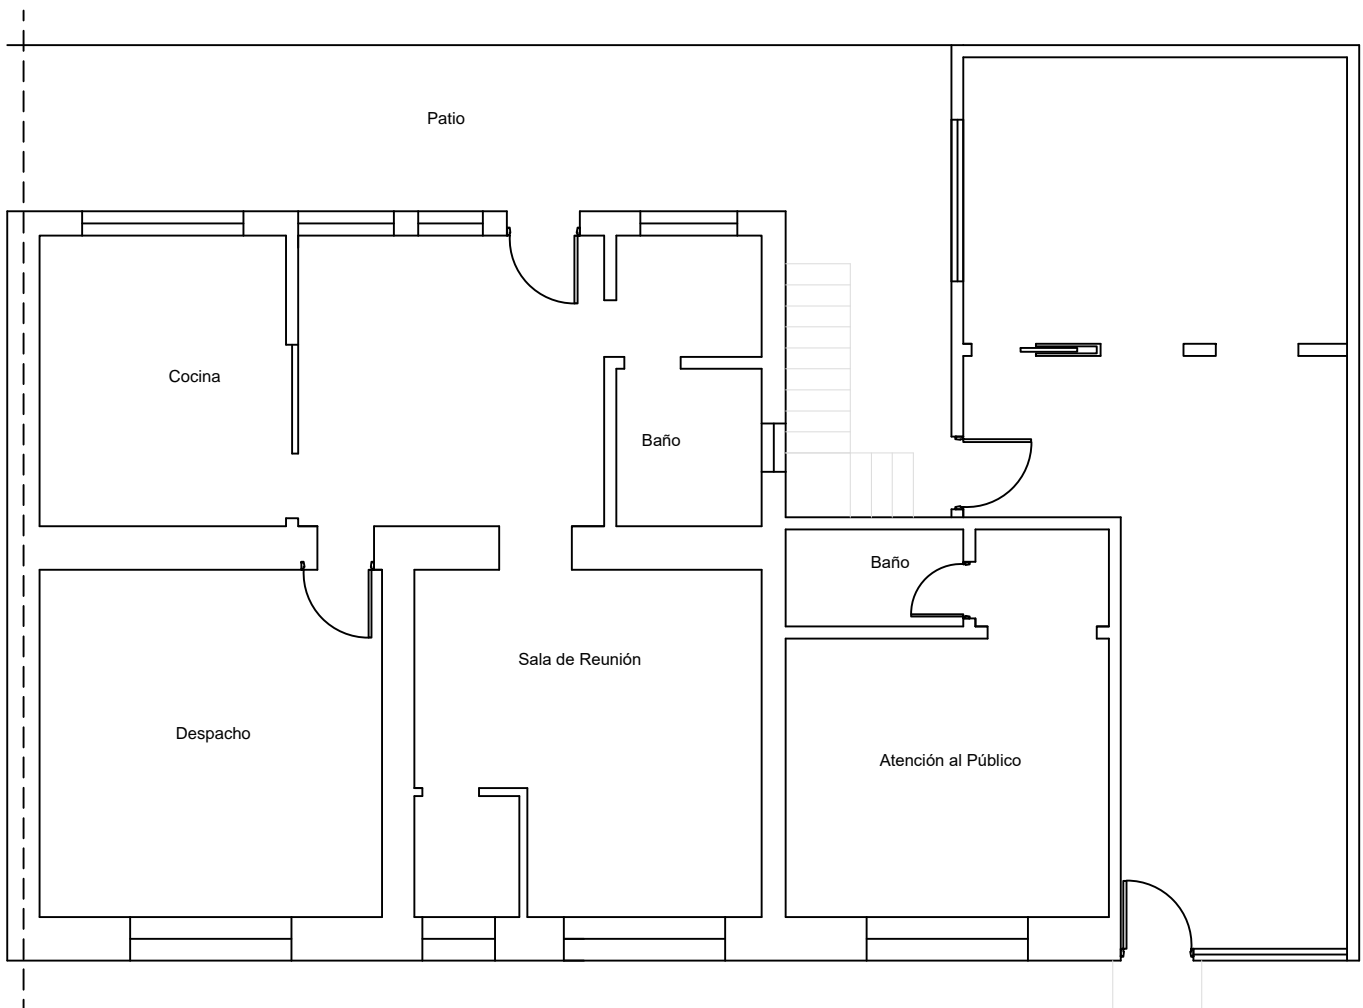 Patio
Cocina
Baño
Baño
Sala de Reunión
Despacho
Atención al Público